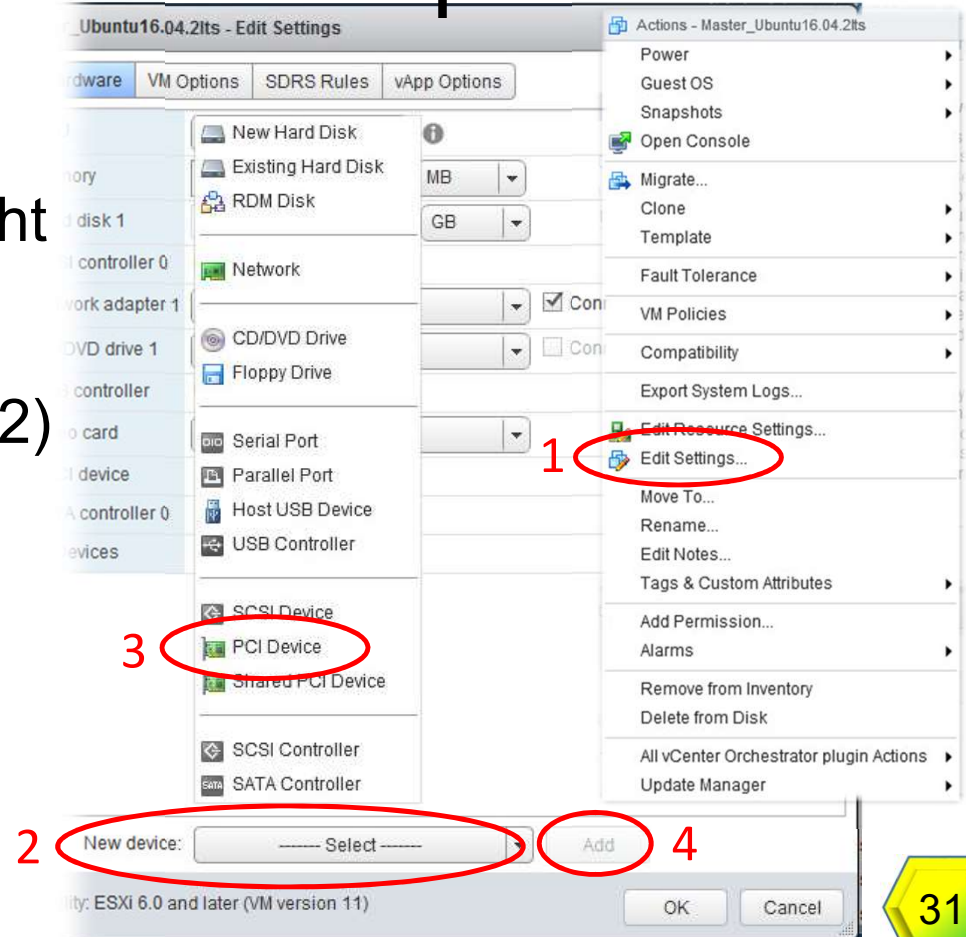 _Ubuntu16.04.2lts - Edit Settings
VM Options
SDRS Rules
vApp Options
New Hard Disk
Existing Hard Disk
RDM Disk
Network
CD/DVD Drive
Floppy Drive
Serial Port
Parallel Port
Host USB Device
USB Controller
SCSI Device
3
PCI Device
Shared PCI Device
SCSI Controller
SATA Controller
ht
2)
disk 1
controller 0
adapter 1
drive 1
controller
card
device
controller 0
MB
GB
Actions - Master_Ubuntu16.04.2lts
Power
Guest OS
Snapshots
Open Console
Migrate...
Clone
Template
Fault Tolerance
VM Policies
Compatibility
Export System Logs...
Edit Resource Settings...
1
Edit Settings...
Move To...
Rename...
Edit Notes...
Tags & Custom Attributes
Add Permission...
Alarms
Remove from Inventory
Delete from Disk
All vCenter Orchestrator plugin Actions
Update Manager
2
New device:
------- Select -------
Add
4
ESXi 6.0 and later (VM version 11)
OK
Cancel
31